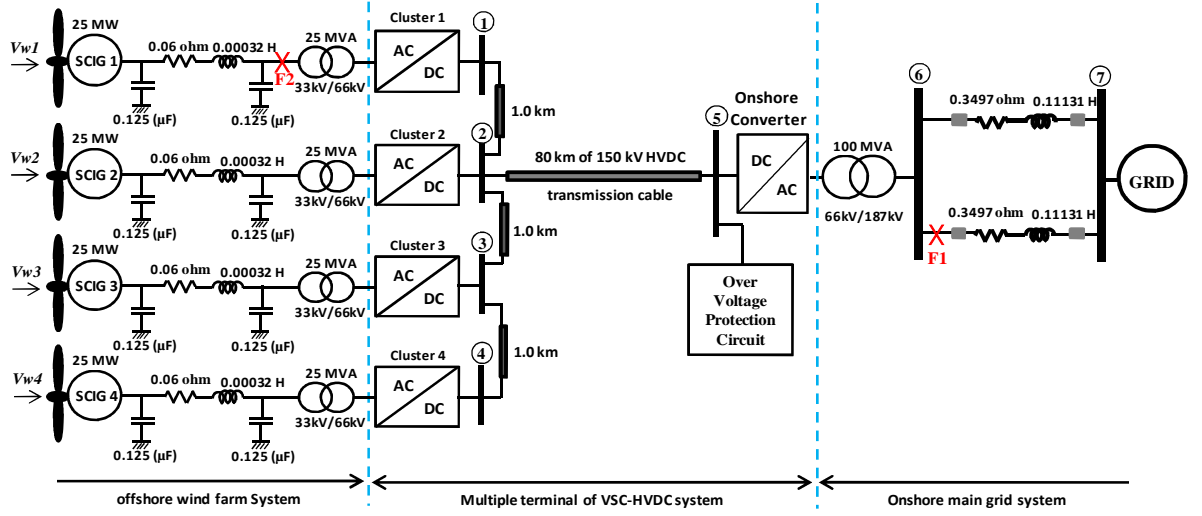 25 MW
Vw1
SCIG 1
0.06 ohm
0.00032 H
F2
0.125 (μF)
0.125 (μF)
25 MVA
33kV/66kV
Cluster 1
AC
DC
1
1.0 km
25 MW
Vw2
SCIG 2
0.06 ohm
0.00032 H
0.125 (μF)
0.125 (μF)
25 MVA
33kV/66kV
Cluster 2
AC
DC
2
1.0 km
25 MW
Vw3
SCIG 3
0.06 ohm
0.00032 H
0.125 (μF)
0.125 (μF)
25 MVA
33kV/66kV
Cluster 3
AC
DC
3
1.0 km
25 MW
Vw4
SCIG 4
0.06 ohm
0.00032 H
0.125 (μF)
0.125 (μF)
25 MVA
33kV/66kV
Cluster 4
AC
DC
4
80 km of 150 kV HVDC
transmission cable
5
Onshore
Converter
DC
AC
Over
Voltage
Protection
Circuit
100 MVA
66kV/187kV
6
0.3497 ohm
0.11131 H
7
GRID
0.3497 ohm
0.11131 H
F1
offshore wind farm System
Multiple terminal of VSC-HVDC system
Onshore main grid system